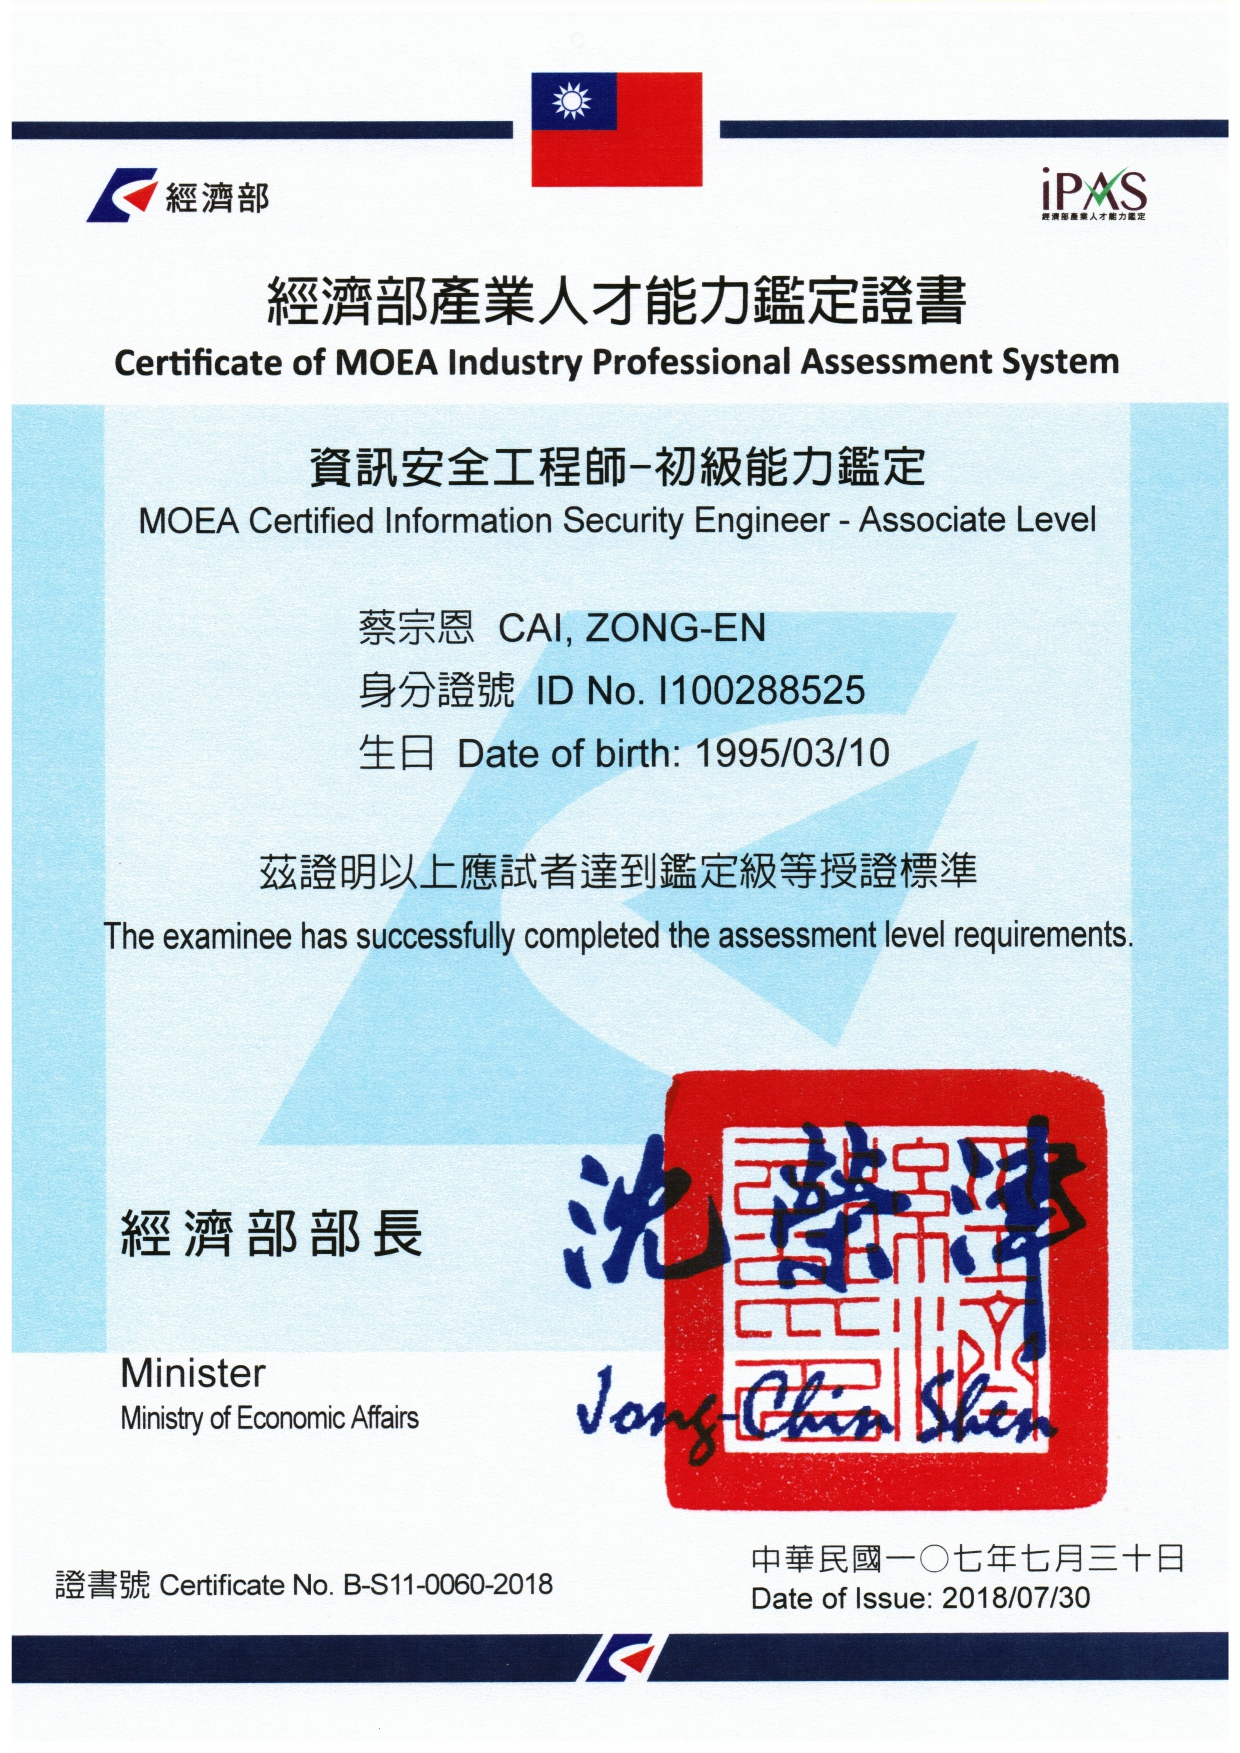 經濟部
iPAS
經濟部產業人才能力鑑定
經濟部產業人才能力鑑定證書
Certificate of MOEA Industry Professional Assessment System
資訊安全工程師-初級能力鑑定
MOEA Certified Information Security Engineer - Associate Level
蔡宗恩 CAI, ZONG-EN
身分證號 ID No. I100288525
生日 Date of birth: 1995/03/10
茲證明以上應試者達到鑑定級等授證標準
The examinee has successfully completed the assessment level requirements.
經濟部部長
沈榮津
Minister
Ministry of Economic Affairs
Jong-Chin Shen
證書號 Certificate No. B-S11-0060-2018
中華民國一〇七年七月三十日
Date of Issue: 2018/07/30